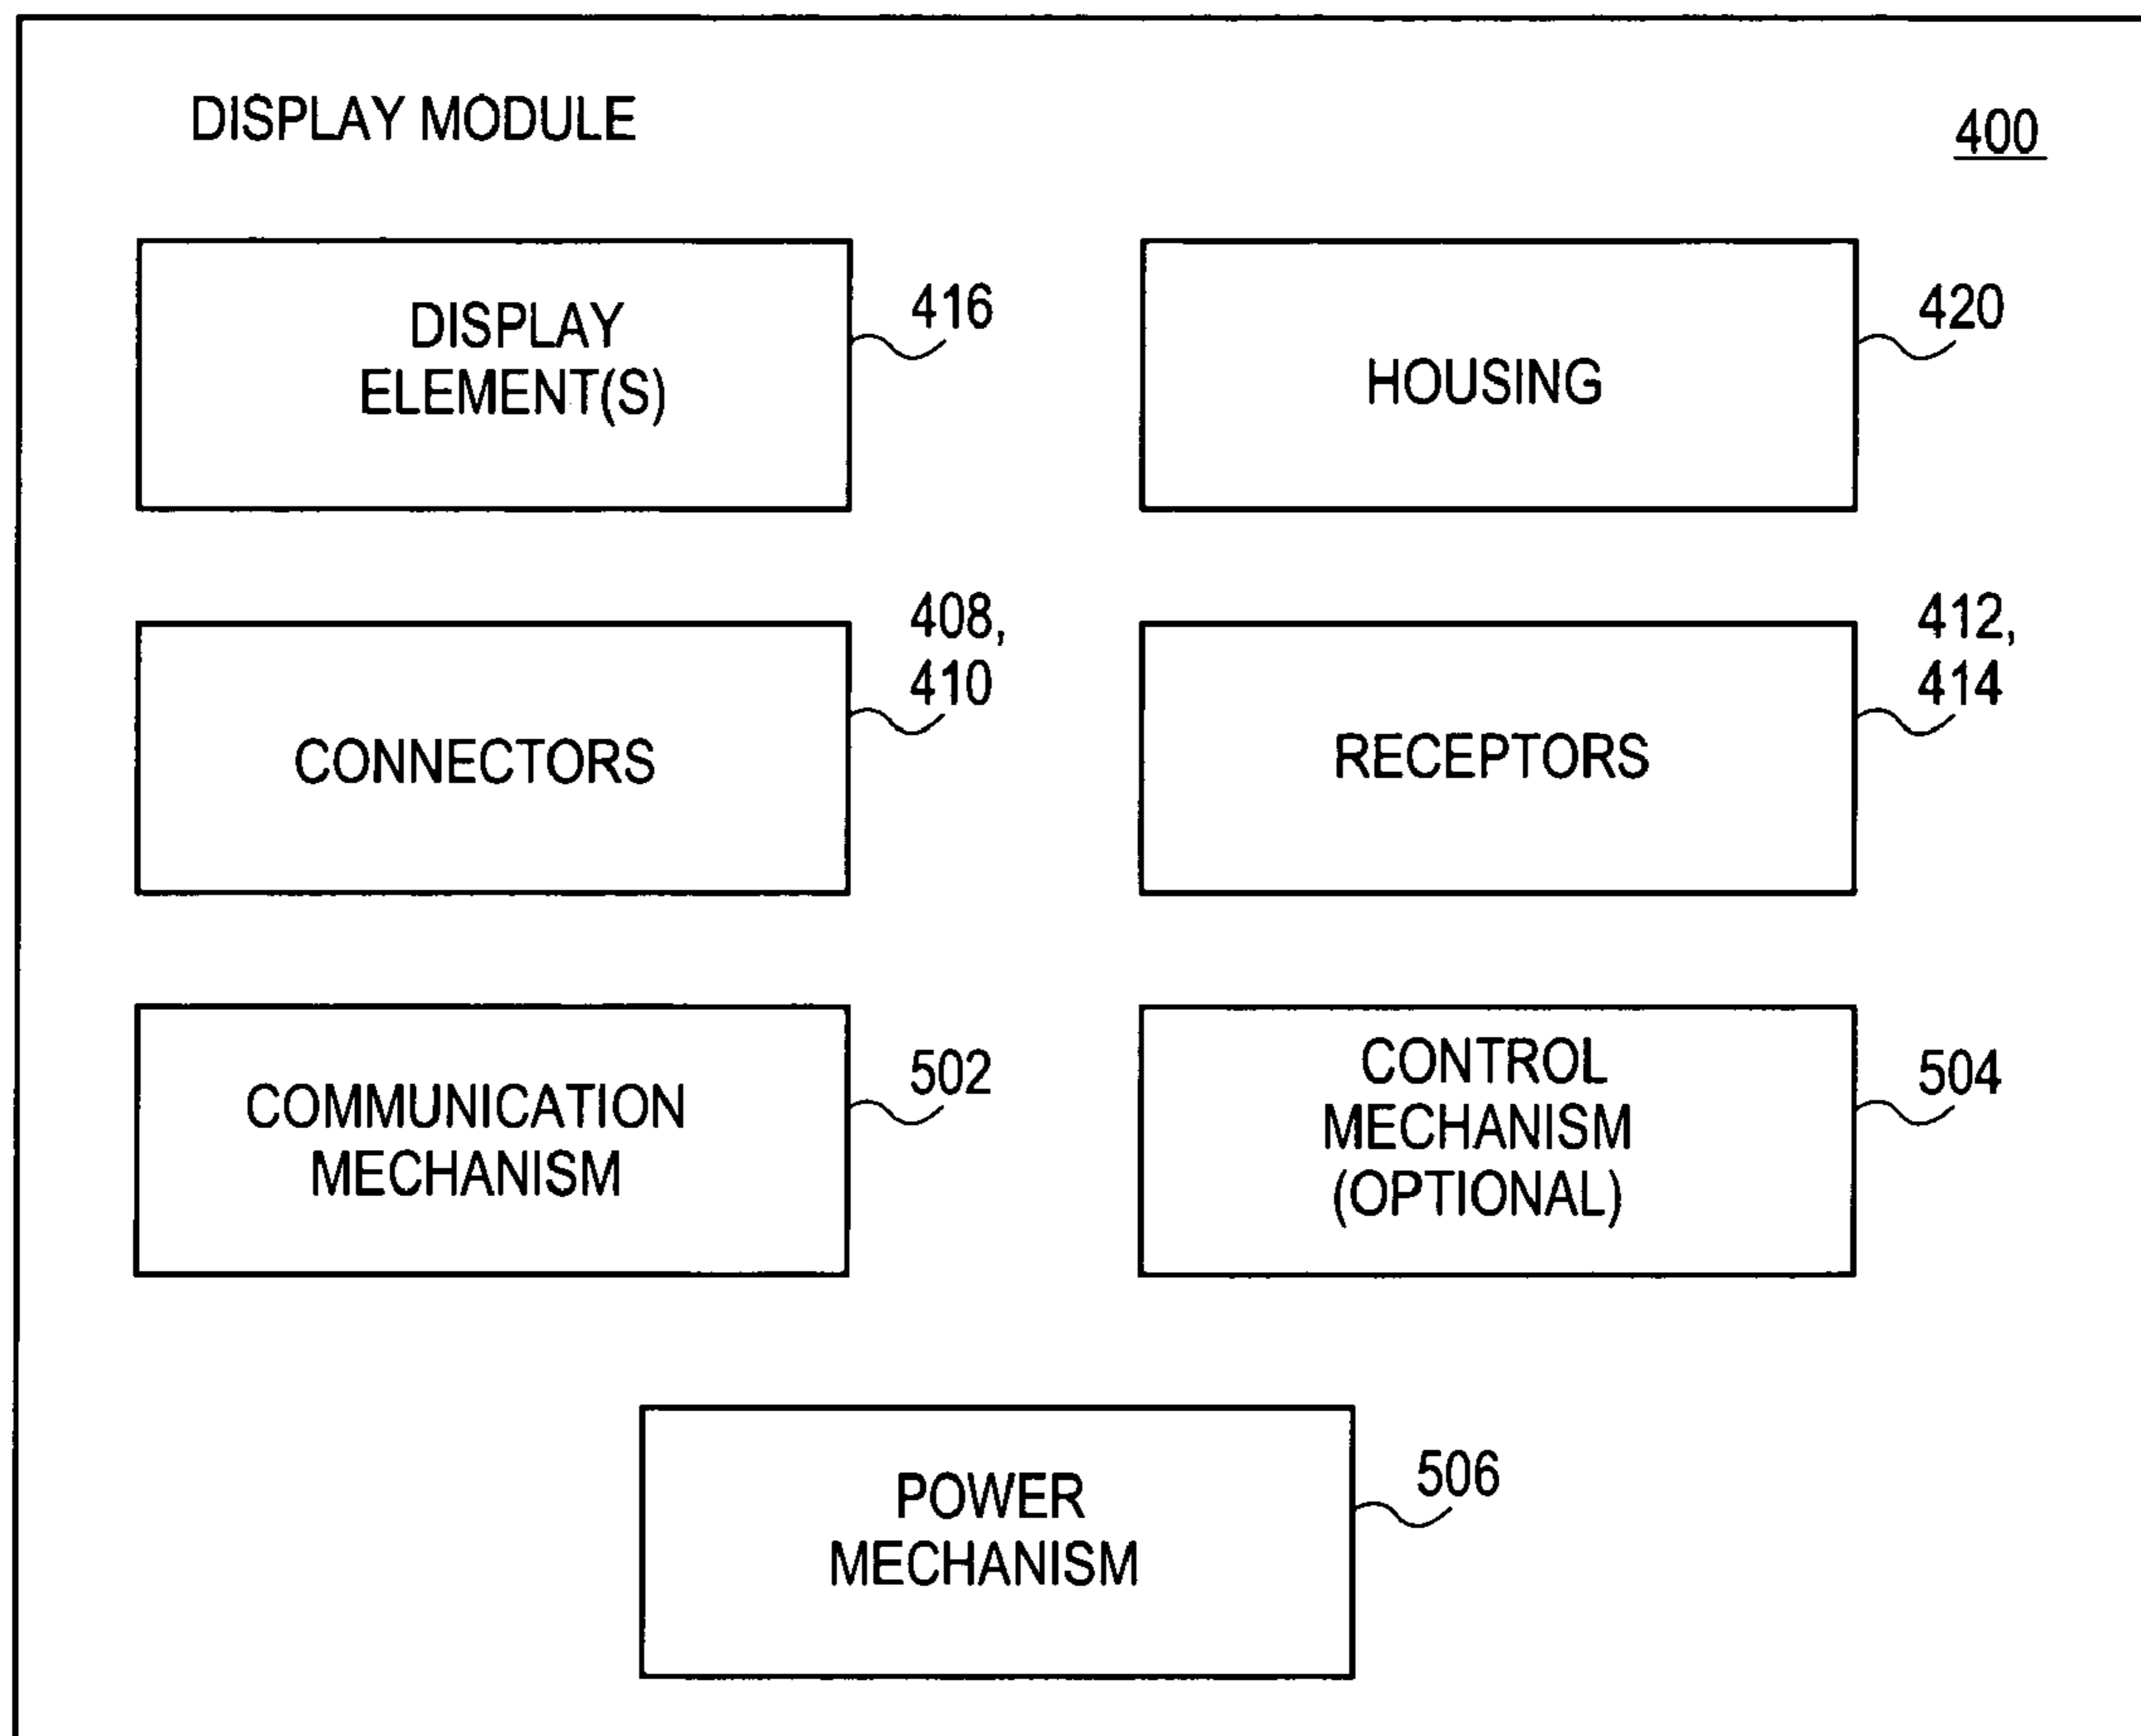 DISPLAY MODULE
400
DISPLAY
ELEMENT(S)
416
HOUSING
420
CONNECTORS
408,
410
RECEPTORS
412,
414
COMMUNICATION
MECHANISM
502
CONTROL
MECHANISM
(OPTIONAL)
504
POWER
MECHANISM
506